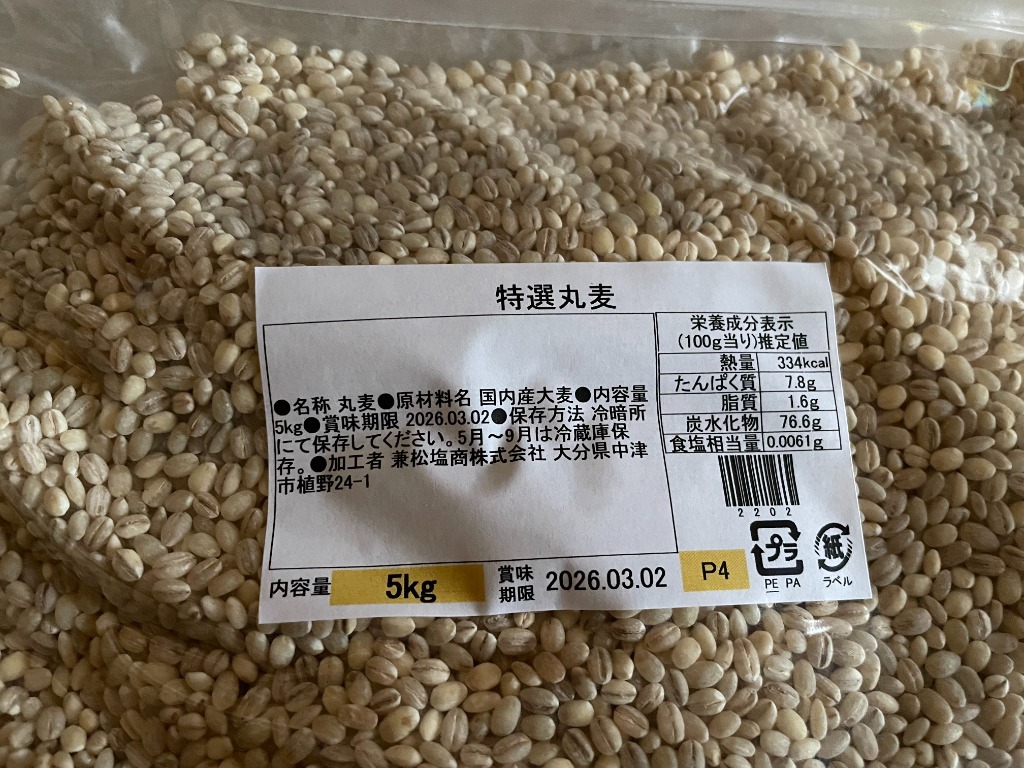 特選丸麦
●名称 丸麦●原材料名 国内産大麦●内容量
5kg●賞味期限 2026.03.02●保存方法 冷暗所
にて保存してください。5月～9月は冷蔵庫保
存。●加工者 兼松塩商株式会社 大分県中津
市植野24-1
栄養成分表示
(100g当り)推定値
熱量 334kcal
たんぱく質 7.8g
脂質 1.6g
炭水化物 76.6g
食塩相当量 0.0061g
2202
プラ
PE PA
紙
ラベル
内容量 5kg
賞味期限 2026.03.02
P4